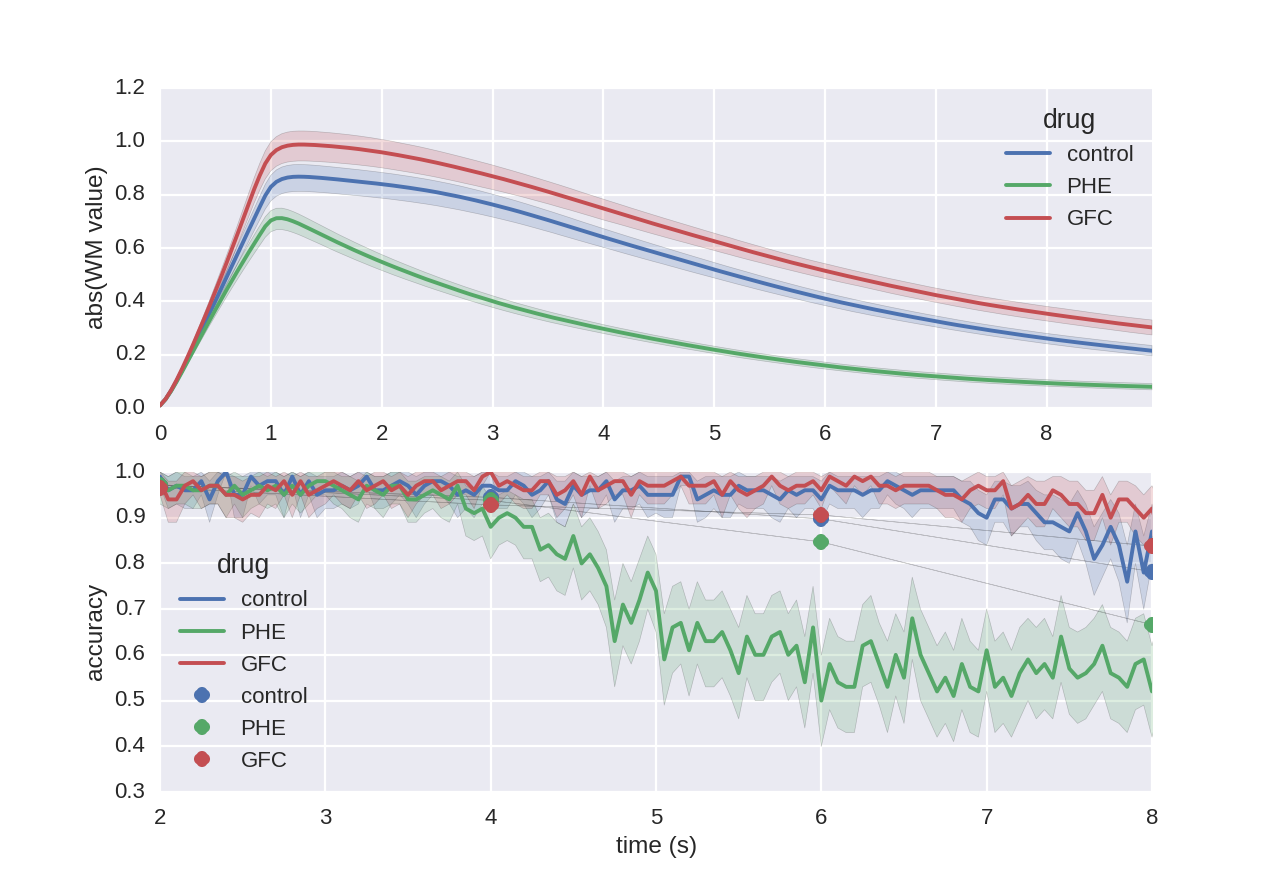 1.2
1.0
0.8
0.6
0.4
0.2
0.0
abs(WM value)
drug
control
PHE
GFC
0 1 2 3 4 5 6 7 8
1.0
0.9
0.8
0.7
0.6
0.5
0.4
0.3
accuracy
drug
control
PHE
GFC
control
PHE
GFC
2 3 4 5 6 7 8
time (s)